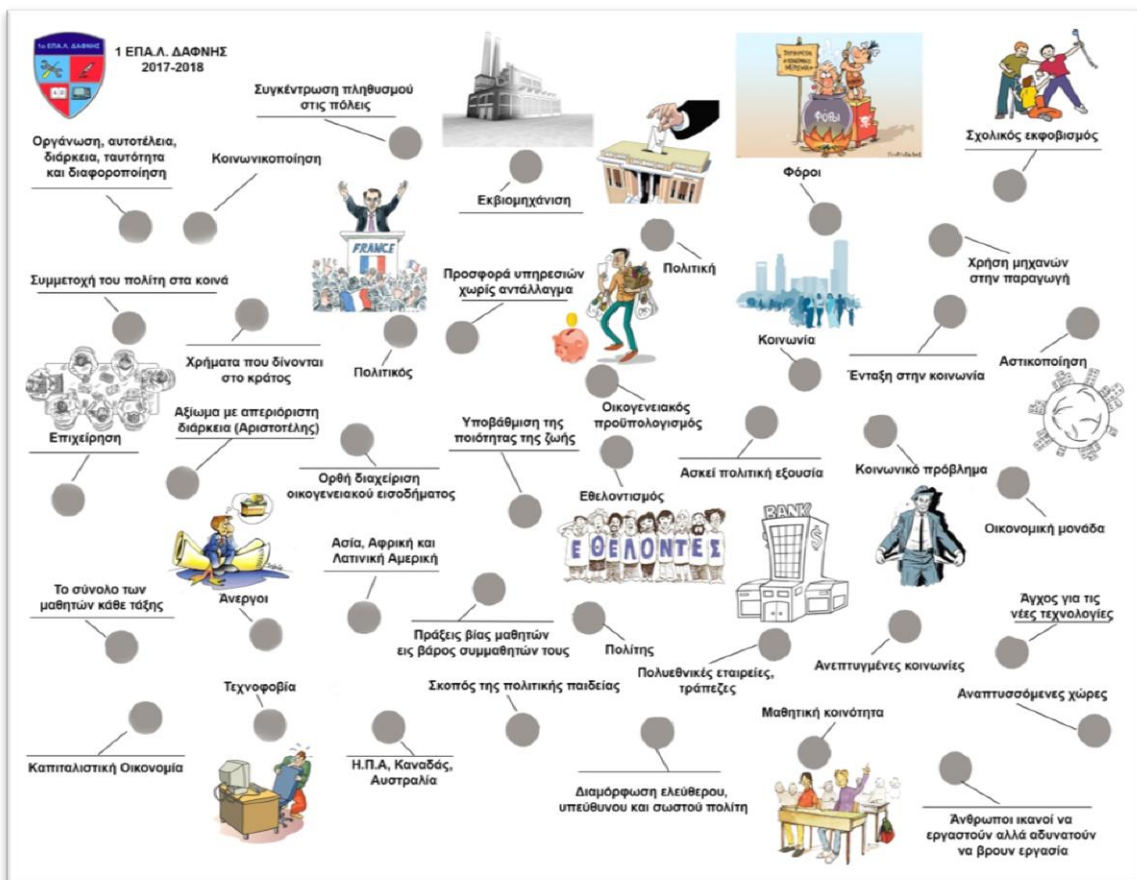 1ο ΕΠΑ.Λ. ΔΑΦΝΗΣ
1 ΕΠΑ.Λ. ΔΑΦΝΗΣ
2017-2018
Συγκέντρωση πληθυσμού
στις πόλεις
Οργάνωση, αυτοτέλεια,
διάρκεια, ταυτότητα
και διαφοροποίηση
Κοινωνικοποίηση
Εκβιομηχάνιση
ΦΟΡΟΙ
Φόροι
Σχολικός εκφοβισμός
FRANCE
Πολιτική
Χρήση μηχανών
στην παραγωγή
Συμμετοχή του πολίτη στα κοινά
Προσφορά υπηρεσιών
χωρίς αντάλλαγμα
Χρήματα που δίνονται
στο κράτος
Πολιτικός
Κοινωνία
Ένταξη στην κοινωνία
Αστικοποίηση
Επιχείρηση
Αξίωμα με απεριόριστη
διάρκεια (Αριστοτέλης)
Υποβάθμιση της
ποιότητας της ζωής
Οικογενειακός
προϋπολογισμός
Ορθή διαχείριση
οικογενειακού εισοδήματος
Ασκεί πολιτική εξουσία
Κοινωνικό πρόβλημα
Εθελοντισμός
ΕΘΕΛΟΝΤΕΣ
BANK
$
Οικονομική μονάδα
Ασία, Αφρική και
Λατινική Αμερική
Το σύνολο των
μαθητών κάθε τάξης
Άνεργοι
Άγχος για τις
νέες τεχνολογίες
Πράξεις βίας μαθητών
εις βάρος συμμαθητών τους
Πολίτης
Πολυεθνικές εταιρείες,
τράπεζες
Ανεπτυγμένες κοινωνίες
Τεχνοφοβία
Σκοπός της πολιτικής παιδείας
Αναπτυσσόμενες χώρες
Μαθητική κοινότητα
Καπιταλιστική Οικονομία
Η.Π.Α, Καναδάς,
Αυστραλία
Διαμόρφωση ελεύθερου,
υπεύθυνου και σωστού πολίτη
Άνθρωποι ικανοί να
εργαστούν αλλά αδυνατούν
να βρουν εργασία